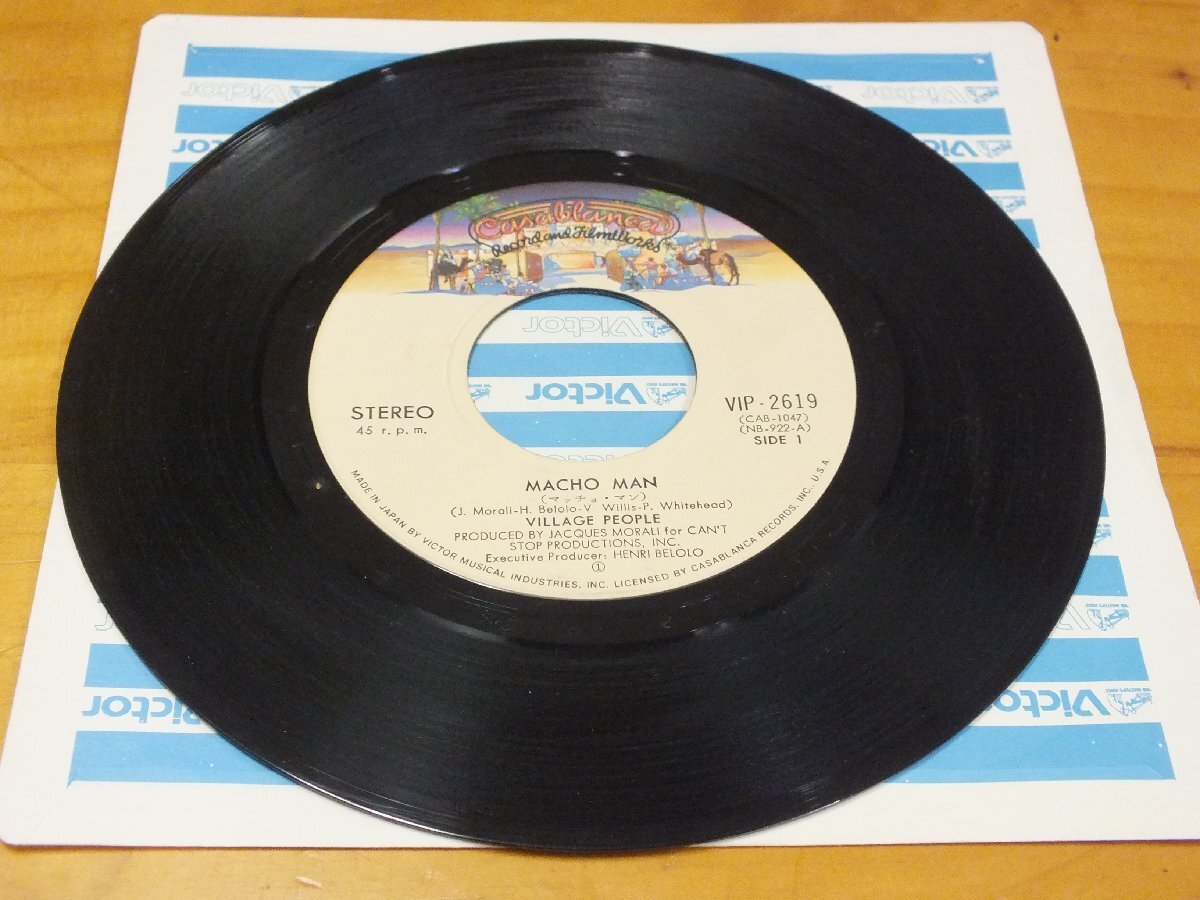 Victor
Victor
Casablanca
Record and FilmWorks
Victor
Victor
STEREO
45 r.p.m.
VIP-2619
(CAB-1047)
(NB-922-A)
SIDE 1
MACHO MAN
(マッチョ・マン)
(J. Morali-H. Belolo-V. Willis-P. Whitehead)
VILLAGE PEOPLE
PRODUCED BY JACQUES MORALI for CAN'T
STOP PRODUCTIONS, INC.
Executive Producer: HENRI BELOLO
①
MADE IN JAPAN BY VICTOR MUSICAL INDUSTRIES, INC. LICENSED BY CASABLANCA RECORDS, INC., U.S.A.
Victor
Victor